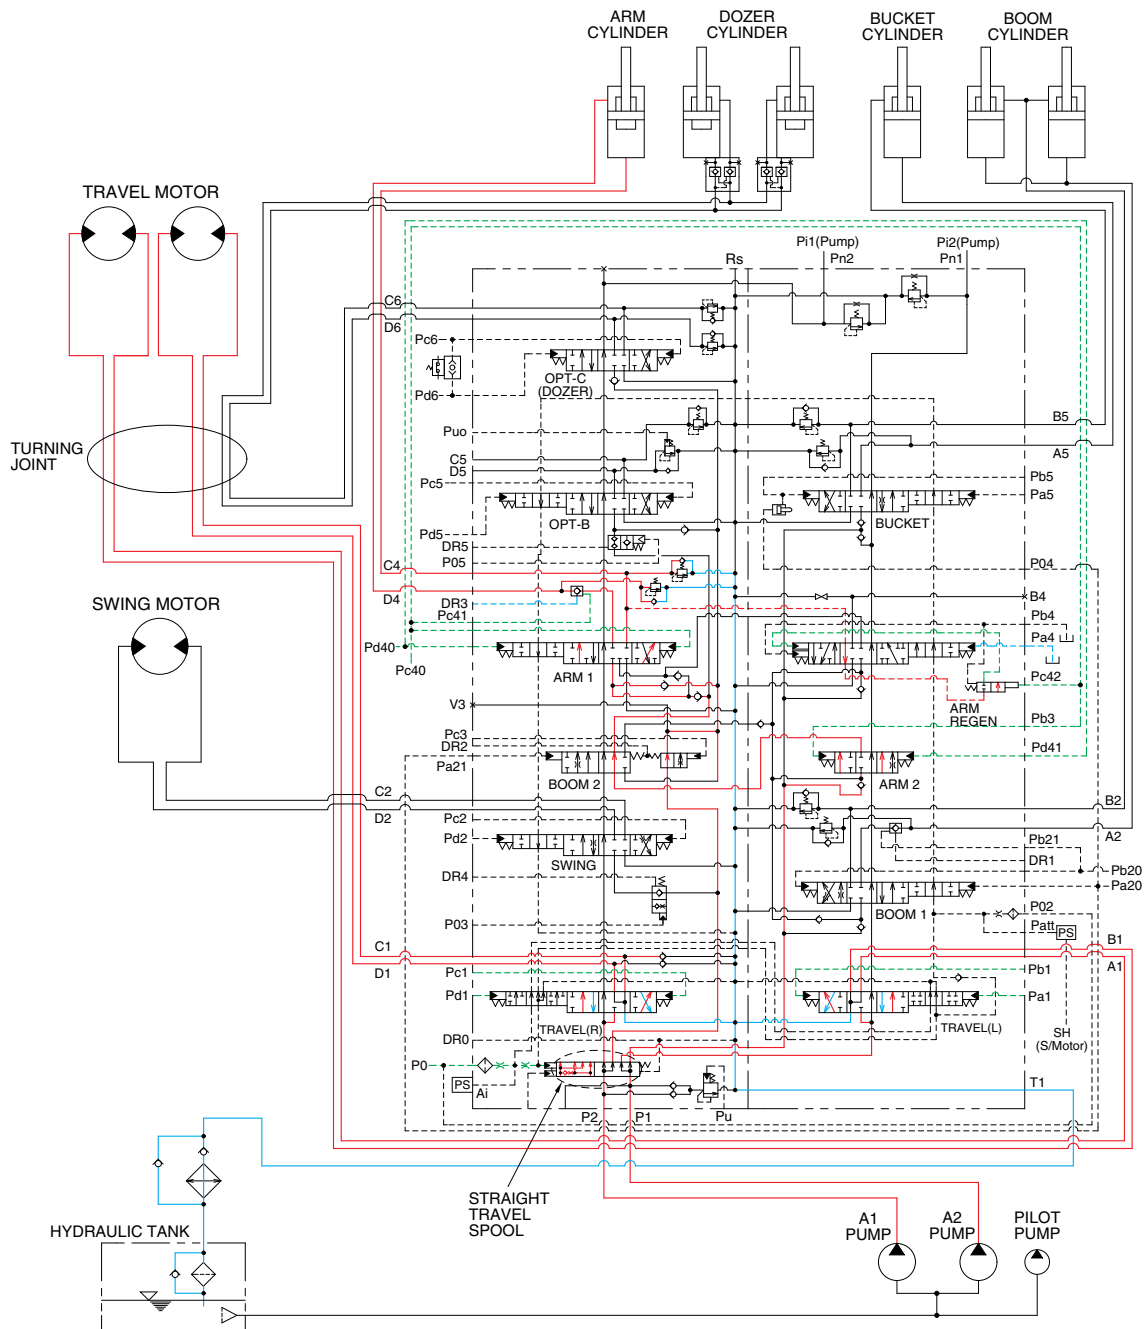 ARM
CYLINDER
DOZER
CYLINDER
BUCKET
CYLINDER
BOOM
CYLINDER
TRAVEL MOTOR
Pi1(Pump)
Pn2
Pi2(Pump)
Pn1
Rs
C6
D6
Pc6
Pd6
OPT-C
(DOZER)
TURNING
JOINT
Puo
C5
D5
Pc5
Pd5
DR5
P05
OPT-B
B5
A5
Pb5
Pa5
BUCKET
P04
C4
D4
DR3
Pc41
Pd40
Pc40
ARM 1
B4
Pb4
Pa4
Pc42
ARM
REGEN
SWING MOTOR
V3
Pc3
DR2
Pa21
BOOM 2
Pb3
Pd41
ARM 2
C2
D2
Pc2
Pd2
SWING
DR4
P03
B2
A2
Pb21
DR1
Pb20
Pa20
BOOM 1
P02
Patt
PS
C1
D1
Pc1
Pd1
TRAVEL(R)
B1
A1
Pb1
Pa1
TRAVEL(L)
SH
(S/Motor)
DR0
P0
PS
Ai
P2
P1
Pu
T1
STRAIGHT
TRAVEL
SPOOL
HYDRAULIC TANK
A1
PUMP
A2
PUMP
PILOT
PUMP